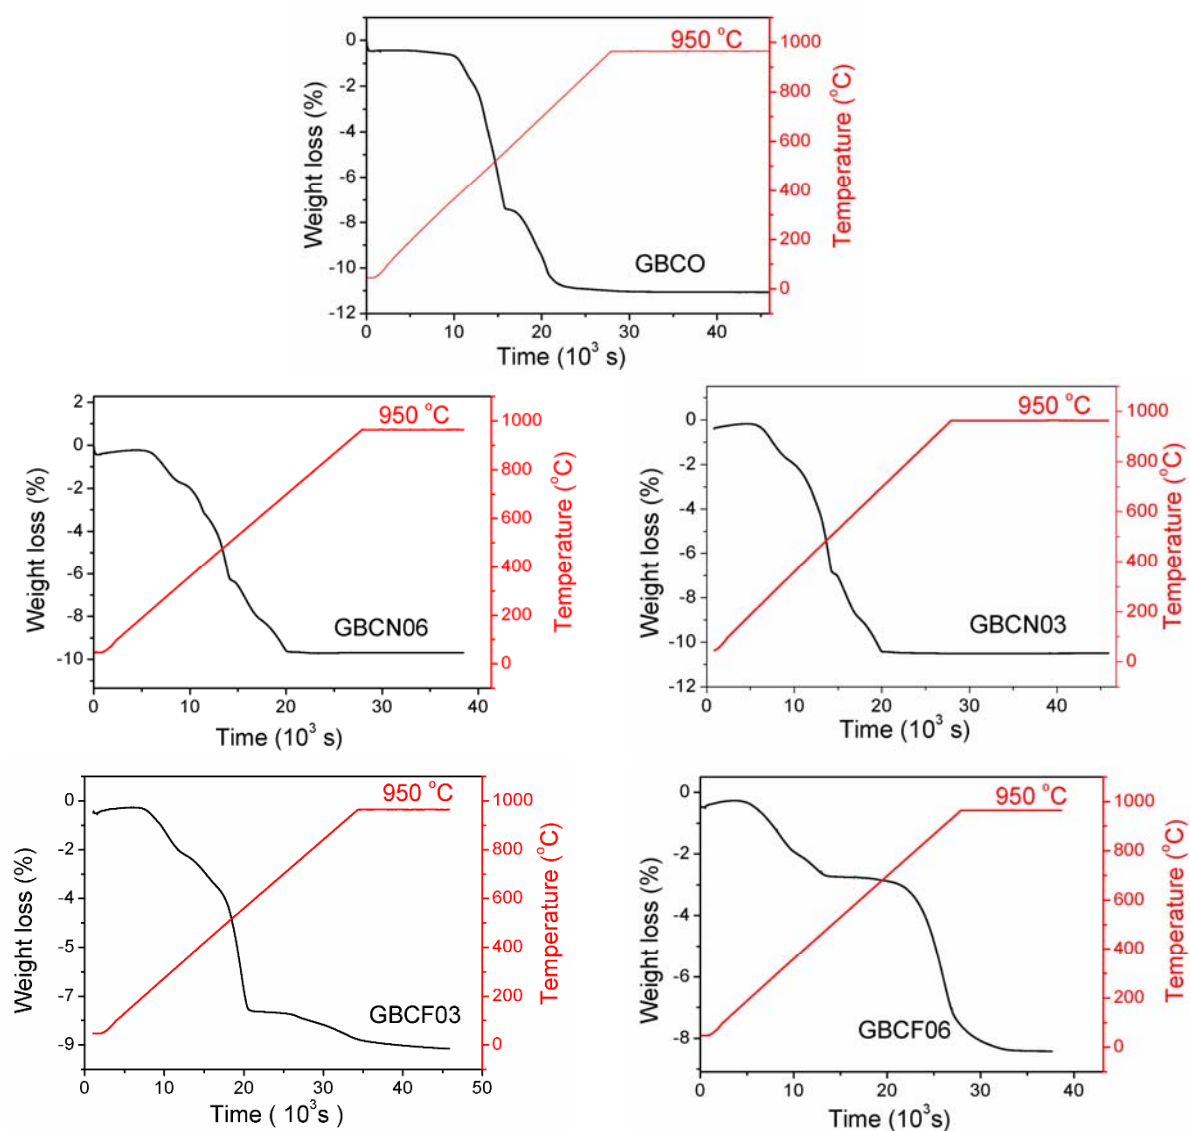 950 °C
Weight loss (%)
0
-2
-4
-6
-8
-10
-12
1000
800
600
400
200
0
Temperature (°C)
GBCO
0 10 20 30 40
Time (10³ s)
950 °C
Weight loss (%)
2
0
-2
-4
-6
-8
-10
1000
800
600
400
200
0
Temperature (°C)
GBCN06
0 10 20 30 40
Time (10³ s)
950 °C
Weight loss (%)
0
-2
-4
-6
-8
-10
-12
1000
800
600
400
200
0
Temperature (°C)
GBCN03
0 10 20 30 40
Time (10³ s)
950 °C
Weight loss (%)
0
-2
-4
-5
-7
-9
1000
800
600
400
200
0
Temperature (°C)
GBCF03
0 10 20 30 40 50
Time ( 10³s )
950 °C
Weight loss (%)
0
-2
-4
-6
-8
1000
800
600
400
200
0
Temperature (°C)
GBCF06
0 10 20 30 40
Time (10³s)